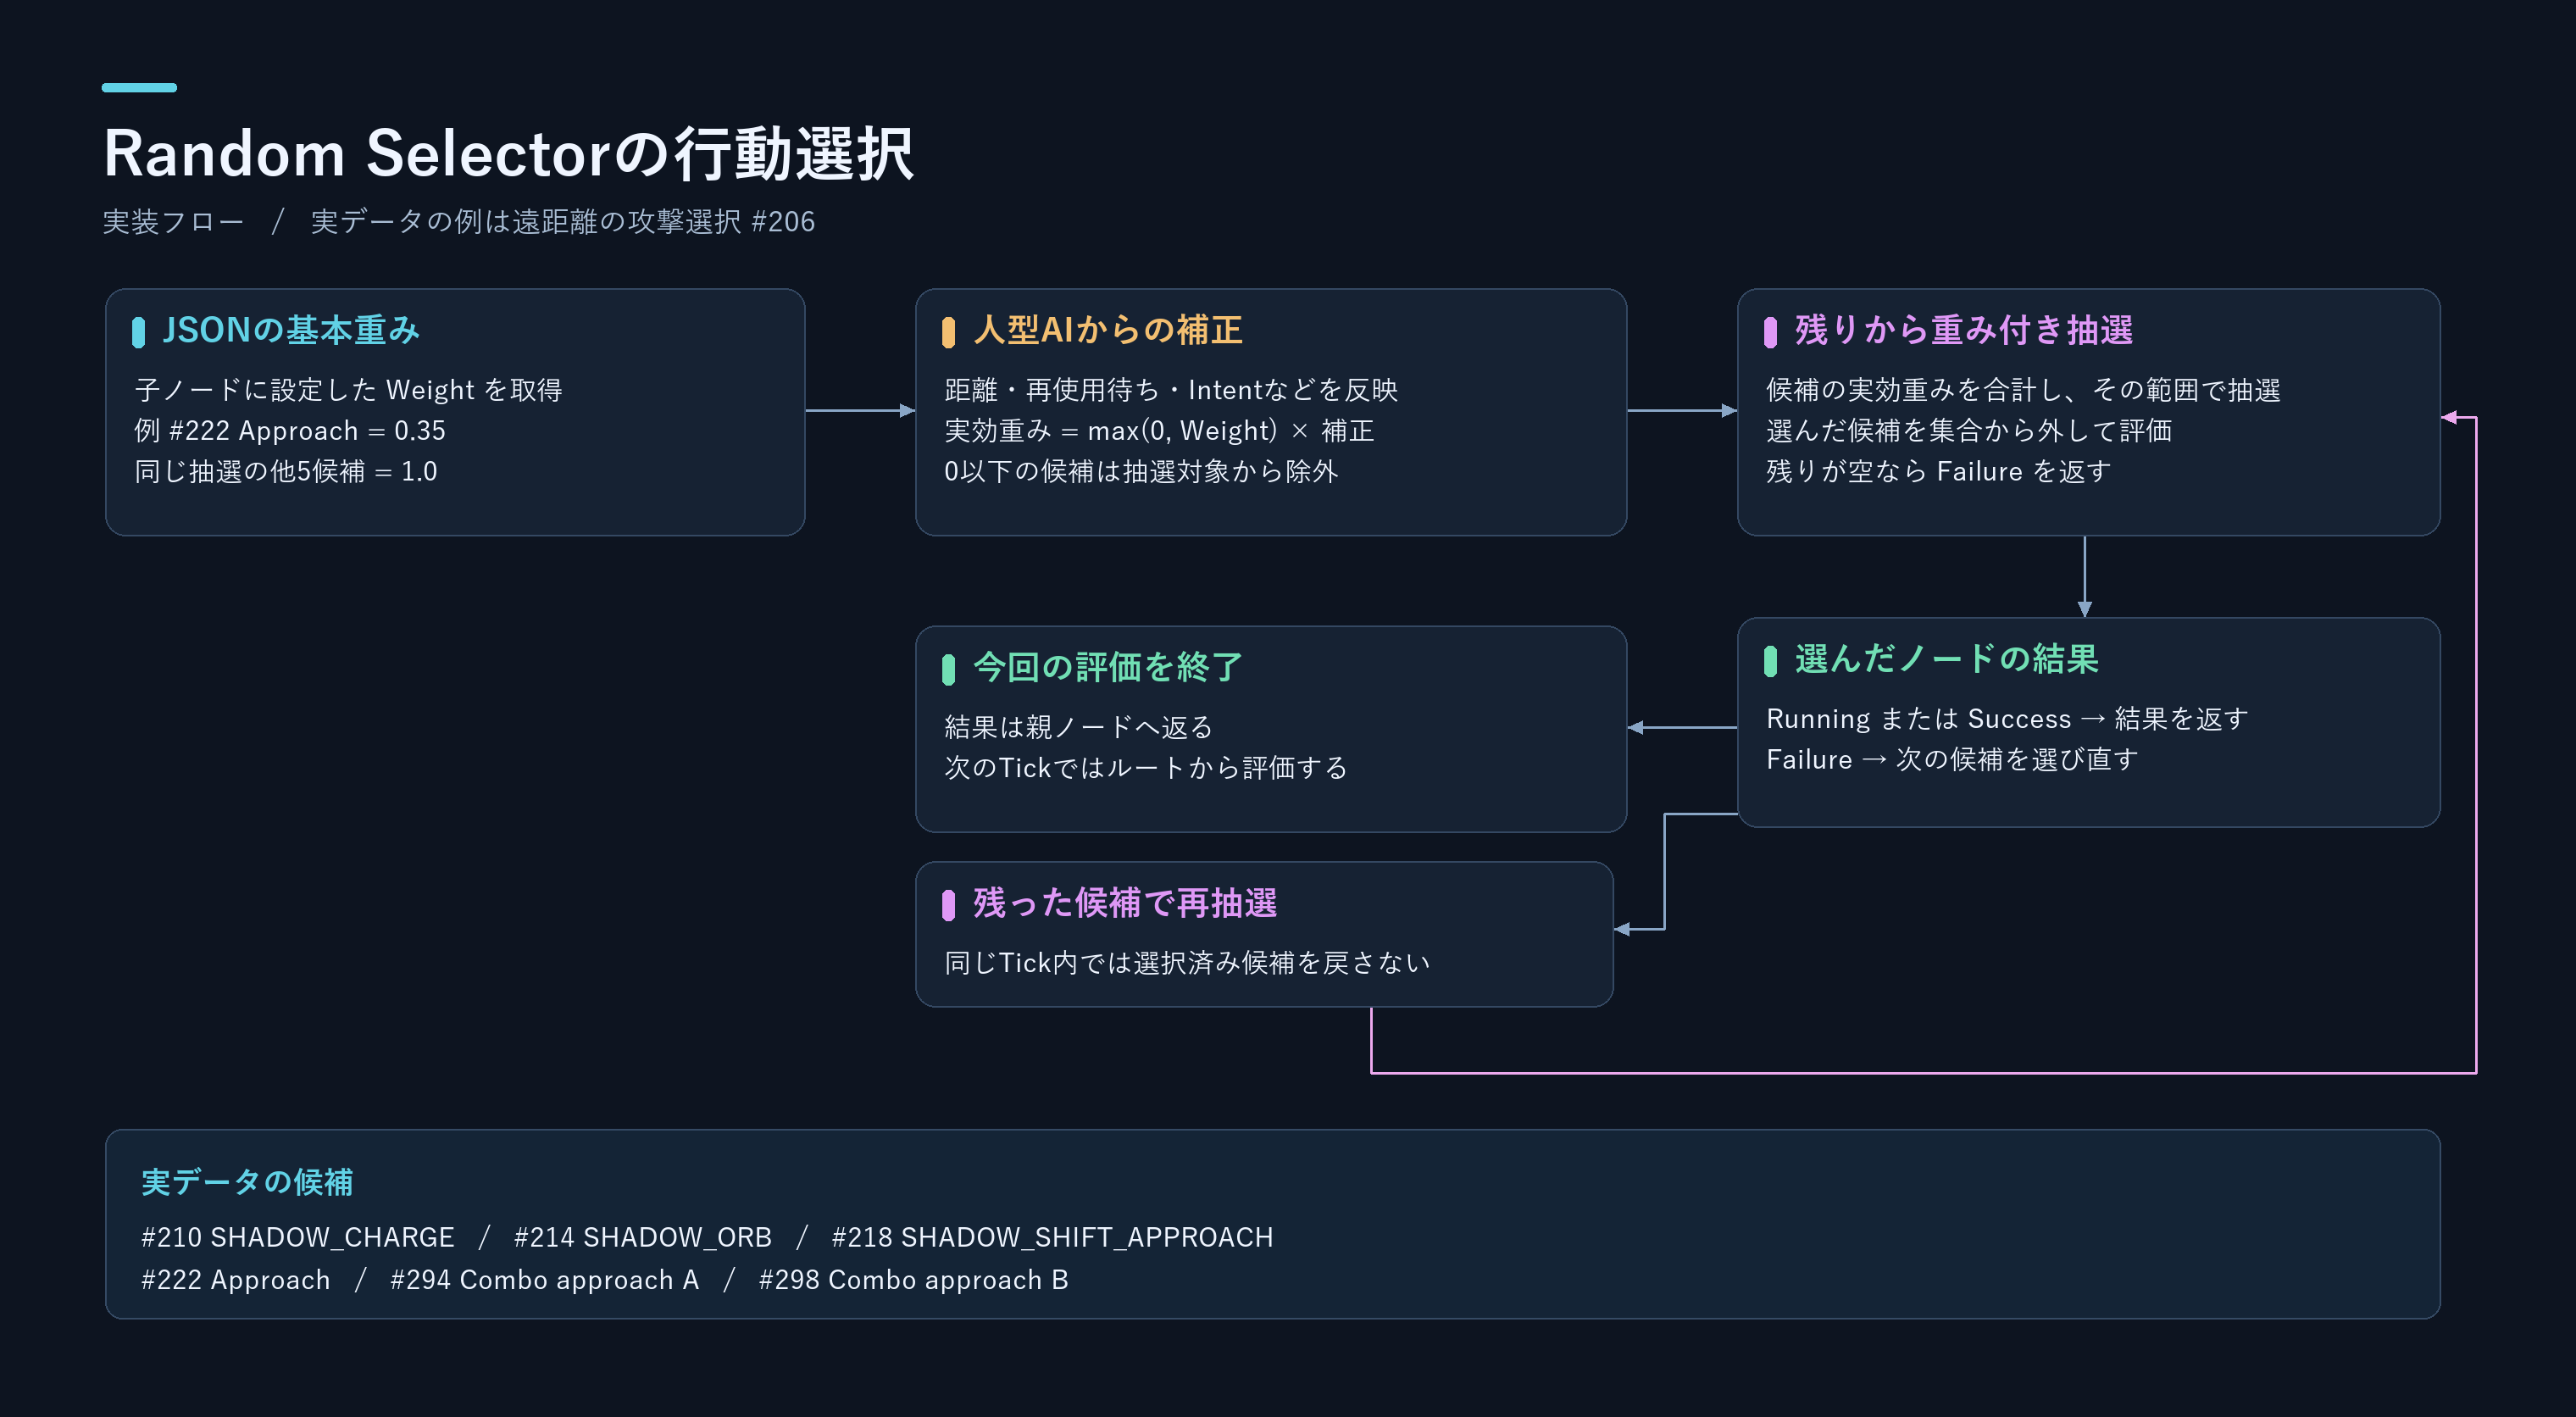 Random Selectorの行動選択
実装フロー / 実データの例は遠距離の攻撃選択 #206
JSONの基本重み
子ノードに設定した Weight を取得
例 #222 Approach = 0.35
同じ抽選の他5候補 = 1.0
人型AIからの補正
距離・再使用待ち・Intentなどを反映
実効重み = max(0, Weight) × 補正
0以下の候補は抽選対象から除外
残りから重み付き抽選
候補の実効重みを合計し、その範囲で抽選
選んだ候補を集合から外して評価
残りが空なら Failure を返す
選んだノードの結果
Running または Success → 結果を返す
Failure → 次の候補を選び直す
今回の評価を終了
結果は親ノードへ返る
次のTickではルートから評価する
残った候補で再抽選
同じTick内では選択済み候補を戻さない
実データの候補
#210 SHADOW_CHARGE / #214 SHADOW_ORB / #218 SHADOW_SHIFT_APPROACH
#222 Approach / #294 Combo approach A / #298 Combo approach B